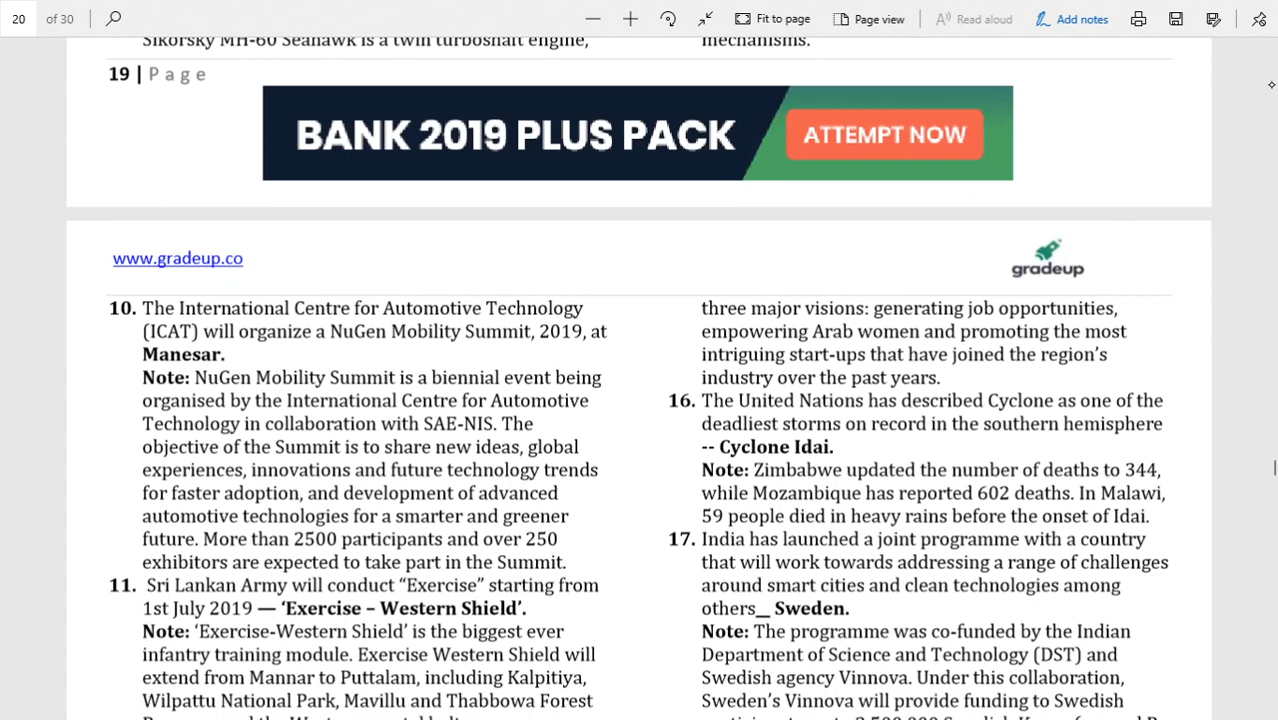 20 of 30 Fit to page Page view Read aloud Add notes
Sikorsky MH-60 Seahawk is a twin turboshaft engine,
mechanisms.
19 | Page
BANK 2019 PLUS PACK ATTEMPT NOW
www.gradeup.co
gradeup
10. The International Centre for Automotive Technology
(ICAT) will organize a NuGen Mobility Summit, 2019, at
Manesar.
Note: NuGen Mobility Summit is a biennial event being
organised by the International Centre for Automotive
Technology in collaboration with SAE-NIS. The
objective of the Summit is to share new ideas, global
experiences, innovations and future technology trends
for faster adoption, and development of advanced
automotive technologies for a smarter and greener
future. More than 2500 participants and over 250
exhibitors are expected to take part in the Summit.
11. Sri Lankan Army will conduct “Exercise” starting from
1st July 2019 — ‘Exercise – Western Shield’.
Note: ‘Exercise-Western Shield’ is the biggest ever
infantry training module. Exercise Western Shield will
extend from Mannar to Puttalam, including Kalpitiya,
Wilpattu National Park, Mavillu and Thabbowa Forest
three major visions: generating job opportunities,
empowering Arab women and promoting the most
intriguing start-ups that have joined the region’s
industry over the past years.
16. The United Nations has described Cyclone as one of the
deadliest storms on record in the southern hemisphere
-- Cyclone Idai.
Note: Zimbabwe updated the number of deaths to 344,
while Mozambique has reported 602 deaths. In Malawi,
59 people died in heavy rains before the onset of Idai.
17. India has launched a joint programme with a country
that will work towards addressing a range of challenges
around smart cities and clean technologies among
others_ Sweden.
Note: The programme was co-funded by the Indian
Department of Science and Technology (DST) and
Swedish agency Vinnova. Under this collaboration,
Sweden’s Vinnova will provide funding to Swedish